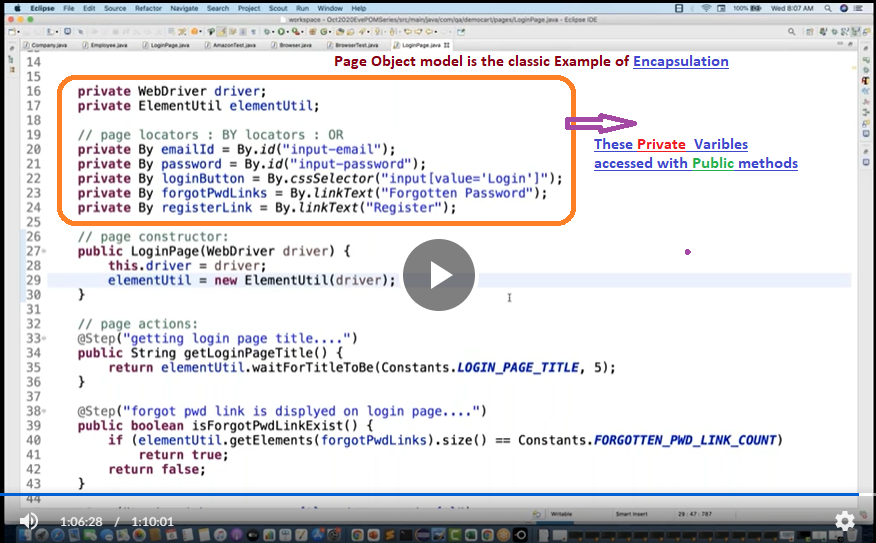 Eclipse File Edit Source Refactor Navigate Search Project Scout Run Window Help 100% Wed 8:07 AM
workspace - Oct2020EvePOMSeries/src/main/java/com/qa/democart/pages/LoginPage.java - Eclipse IDE
Company.java Employee.java LoginPage.java AmazonTest.java Browser.java BrowserTest.java LoginPage.java
14 Page Object model is the classic Example of Encapsulation
15
16 private WebDriver driver;
17 private ElementUtil elementUtil;
18
19 // page locators : BY locators : OR
20 private By emailId = By.id("input-email");
21 private By password = By.id("input-password");
22 private By loginButton = By.cssSelector("input[value='Login']");
23 private By forgotPwdLinks = By.linkText("Forgotten Password");
24 private By registerLink = By.linkText("Register");
These Private Varibles
accessed with Public methods
25
26 // page constructor:
27 public LoginPage(WebDriver driver) {
28 this.driver = driver;
29 elementUtil = new ElementUtil(driver);
30 }
31
32 // page actions:
33 @Step("getting login page title....")
34 public String getLoginPageTitle() {
35 return elementUtil.waitForTitleToBe(Constants.LOGIN_PAGE_TITLE, 5);
36 }
37
38 @Step("forgot pwd link is displyed on login page....")
39 public boolean isForgotPwdLinkExist() {
40 if (elementUtil.getElements(forgotPwdLinks).size() == Constants.FORGOTTEN_PWD_LINK_COUNT)
41 return true;
42 return false;
43 }
44
Writable Smart Insert 29 : 47 : 787
1:06:28 / 1:10:01